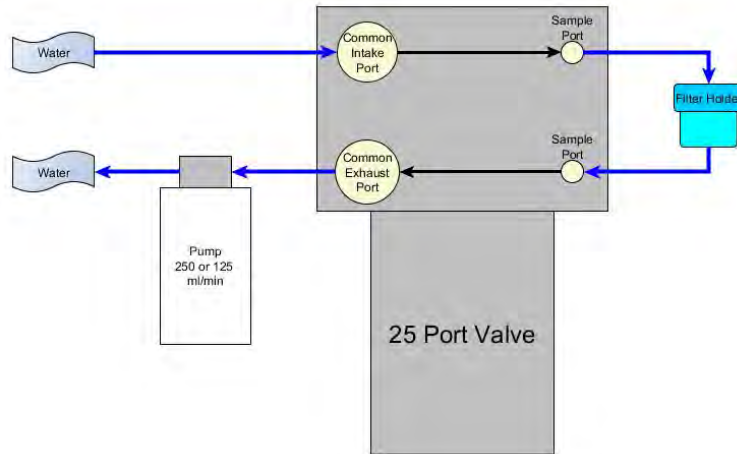 Water
Common
Intake
Port
Sample
Port
Filter Holde
Water
Common
Exhaust
Port
Sample
Port
Pump
250 or 125
ml/min
25 Port Valve